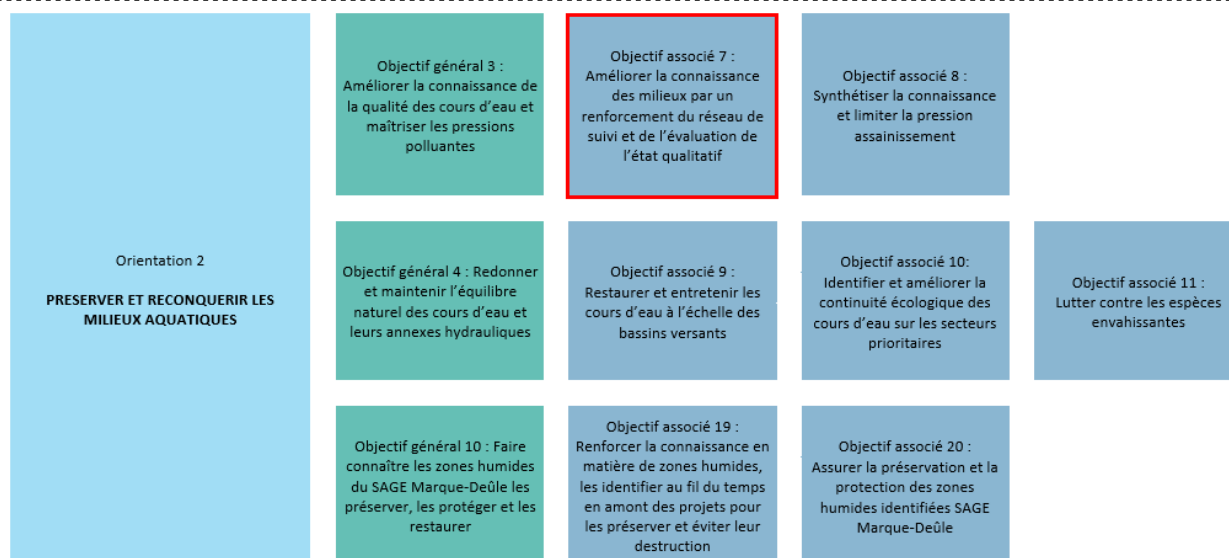 Objectif général 3 :
Améliorer la connaissance de
la qualité des cours d’eau et
maîtriser les pressions
polluantes
Objectif associé 7 :
Améliorer la connaissance
des milieux par un
renforcement du réseau de
suivi et de l’évaluation de
l’état qualitatif
Objectif associé 8 :
Synthétiser la connaissance
et limiter la pression
assainissement
Orientation 2
PRESERVER ET RECONQUERIR LES
MILIEUX AQUATIQUES
Objectif général 4 : Redonner
et maintenir l’équilibre
naturel des cours d’eau et
leurs annexes hydrauliques
Objectif associé 9 :
Restaurer et entretenir les
cours d’eau à l’échelle des
bassins versants
Objectif associé 10:
Identifier et améliorer la
continuité écologique des
cours d’eau sur les secteurs
prioritaires
Objectif associé 11 :
Lutter contre les espèces
envahissantes
Objectif général 10 : Faire
connaître les zones humides
du SAGE Marque-Deûle les
préserver, les protéger et les
restaurer
Objectif associé 19 :
Renforcer la connaissance en
matière de zones humides,
les identifier au fil du temps
en amont des projets pour
les préserver et éviter leur
destruction
Objectif associé 20 :
Assurer la préservation et la
protection des zones
humides identifiées SAGE
Marque-Deûle